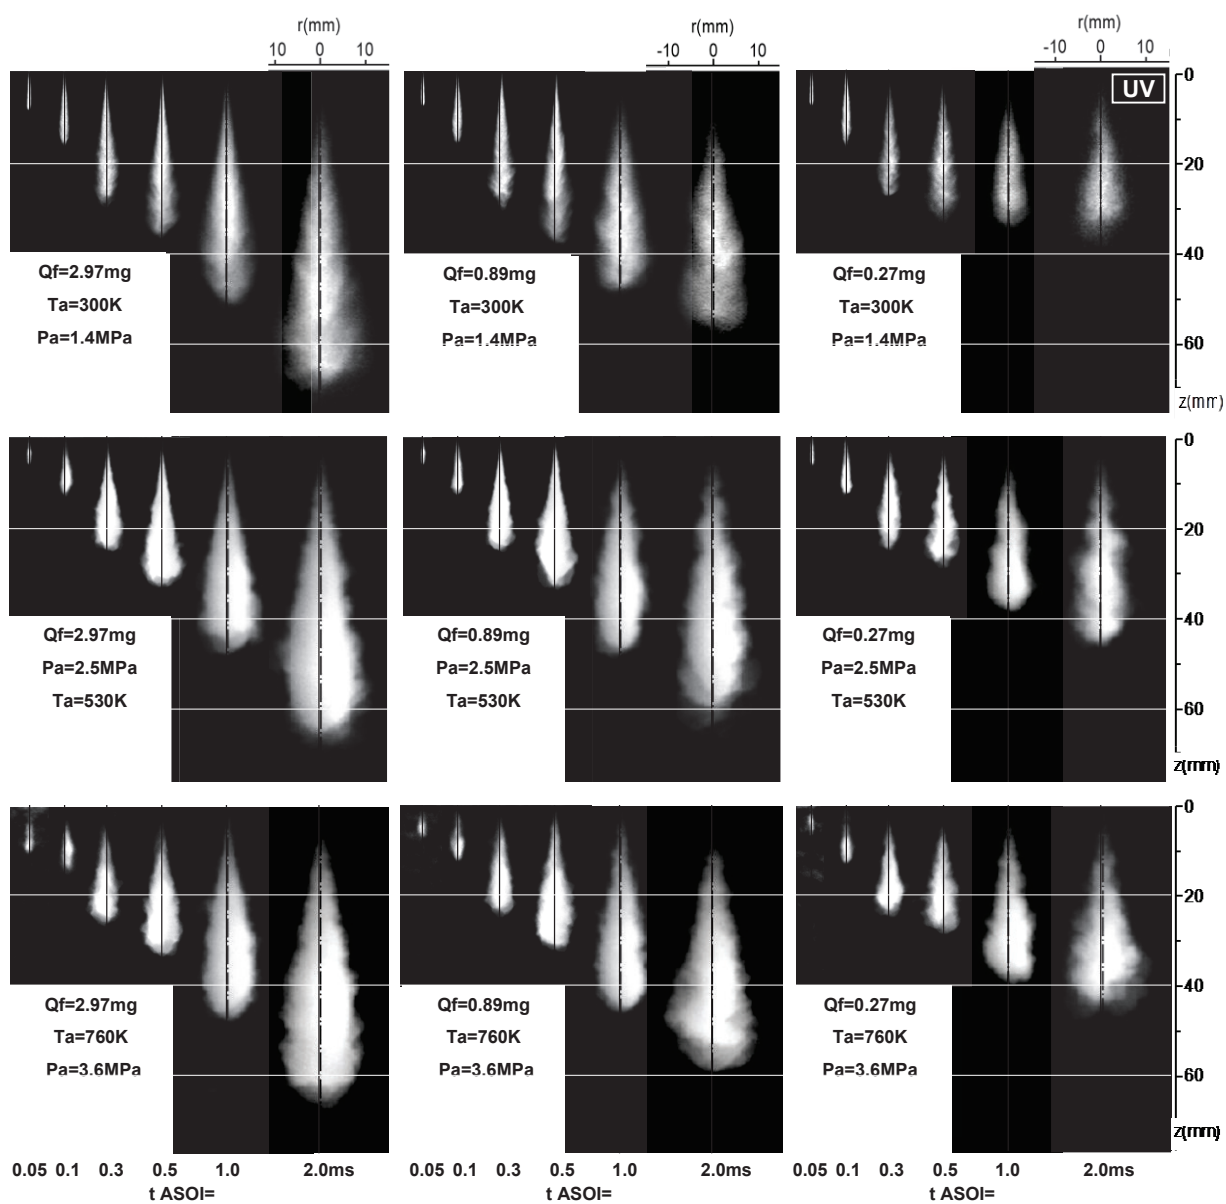 r(mm)
r(mm)
r(mm)
10 0 10
-10 0 10
-10 0 10
UV
0
20
40
60
z(mm)
Qf=2.97mg
Ta=300K
Pa=1.4MPa
Qf=0.89mg
Ta=300K
Pa=1.4MPa
Qf=0.27mg
Ta=300K
Pa=1.4MPa
0
20
40
60
z(mm)
Qf=2.97mg
Pa=2.5MPa
Ta=530K
Qf=0.89mg
Pa=2.5MPa
Ta=530K
Qf=0.27mg
Pa=2.5MPa
Ta=530K
0
20
40
60
z(mm)
Qf=2.97mg
Ta=760K
Pa=3.6MPa
Qf=0.89mg
Ta=760K
Pa=3.6MPa
Qf=0.27mg
Ta=760K
Pa=3.6MPa
0.05 0.1 0.3 0.5 1.0 2.0ms
0.05 0.1 0.3 0.5 1.0 2.0ms
0.05 0.1 0.3 0.5 1.0 2.0ms
t ASOI=
t ASOI=
t ASOI=